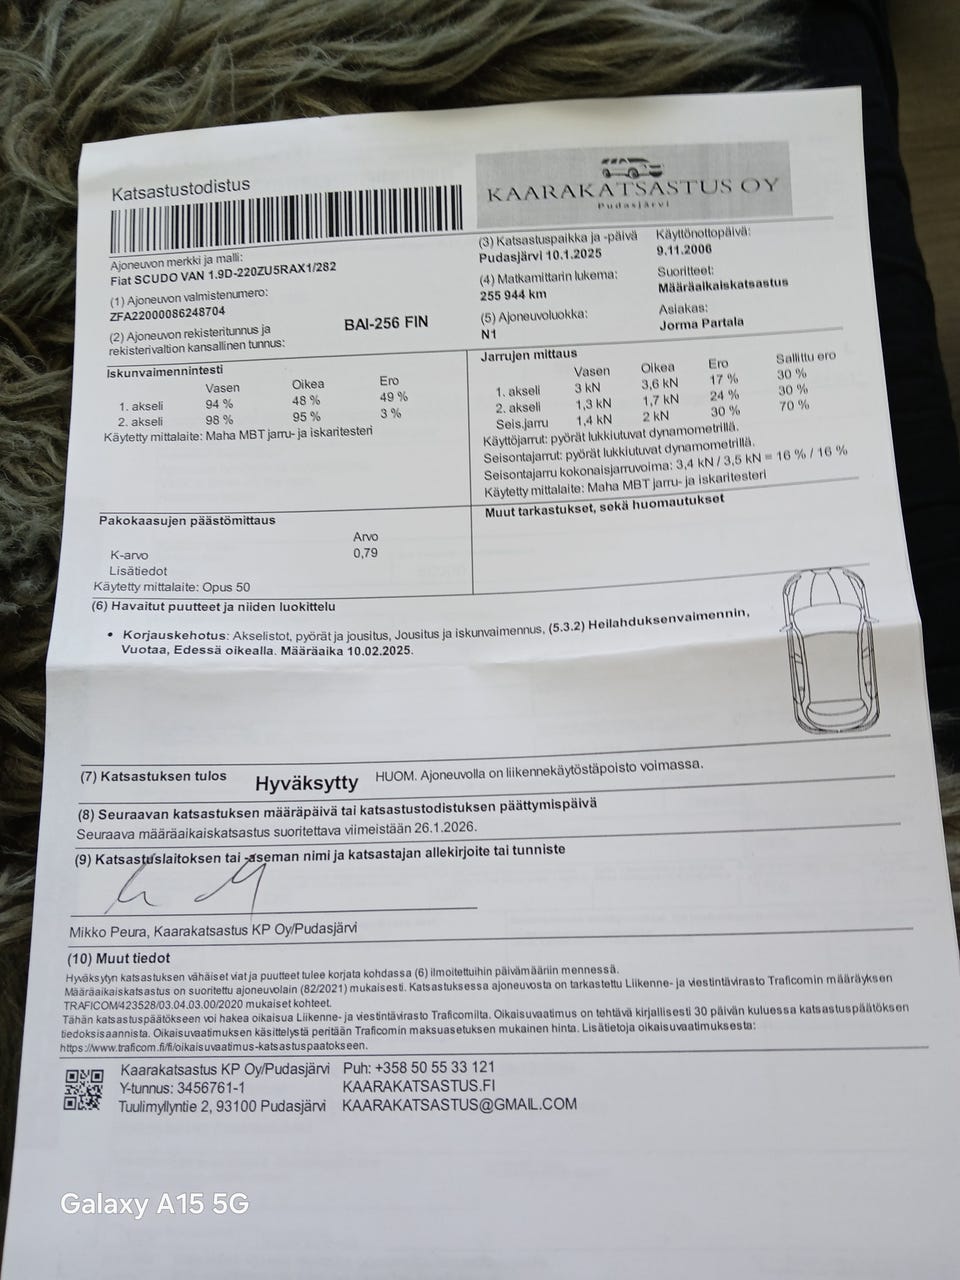 Katsastustodistus
KAARAKATSASTUS OY
Pudasjärvi
Ajoneuvon merkki ja malli:
Fiat SCUDO VAN 1.9D-220ZU5RAX1/282
(1) Ajoneuvon valmistenumero:
ZFA22000086248704
(2) Ajoneuvon rekisteritunnus ja
rekisterivaltion kansallinen tunnus:
BAI-256 FIN
(3) Katsastuspaikka ja -päivä
Pudasjärvi 10.1.2025
(4) Matkamittarin lukema:
255 944 km
(5) Ajoneuvoluokka:
N1
Käyttönottopäivä:
9.11.2006
Suoritteet:
Määräaikaiskatsastus
Asiakas:
Jorma Partala
Iskunvaimennintesti
Vasen Oikea Ero
1. akseli 94 % 48 % 49 %
2. akseli 98 % 95 % 3 %
Käytetty mittalaite: Maha MBT jarru- ja iskaritesteri
Jarrujen mittaus
Vasen Oikea Ero Sallittu ero
1. akseli 3 kN 3,6 kN 17 % 30 %
2. akseli 1,3 kN 1,7 kN 24 % 30 %
Seis.jarru 1,4 kN 2 kN 30 % 70 %
Käyttöjarrut: pyörät lukkiutuvat dynamometrillä.
Seisontajarrut: pyörät lukkiutuvat dynamometrillä.
Seisontajarru kokonaisjarruvoima: 3,4 kN / 3,5 kN = 16 % / 16 %
Käytetty mittalaite: Maha MBT jarru- ja iskaritesteri
Pakokaasujen päästömittaus
Arvo
K-arvo 0,79
Lisätiedot
Käytetty mittalaite: Opus 50
Muut tarkastukset, sekä huomautukset
(6) Havaitut puutteet ja niiden luokittelu
• Korjauskehotus: Akselistot, pyörät ja jousitus, Jousitus ja iskunvaimennus, (5.3.2) Heilahduksenvaimennin,
Vuotaa, Edessä oikealla. Määräaika 10.02.2025.
(7) Katsastuksen tulos Hyväksytty HUOM. Ajoneuvolla on liikennekäytöstäpoisto voimassa.
(8) Seuraavan katsastuksen määräpäivä tai katsastustodistuksen päättymispäivä
Seuraava määräaikaiskatsastus suoritettava viimeistään 26.1.2026.
(9) Katsastuslaitoksen tai -aseman nimi ja katsastajan allekirjoite tai tunniste
Mikko Peura, Kaarakatsastus KP Oy/Pudasjärvi
(10) Muut tiedot
Hyväksytyn katsastuksen vähäiset viat ja puutteet tulee korjata kohdassa (6) ilmoitettuihin päivämääriin mennessä.
Määräaikaiskatsastus on suoritettu ajoneuvolain (82/2021) mukaisesti. Katsastuksessa ajoneuvosta on tarkastettu Liikenne- ja viestintävirasto Traficomin määräyksen
TRAFICOM/423528/03.04.03.00/2020 mukaiset kohteet.
Tähän katsastuspäätökseen voi hakea oikaisua Liikenne- ja viestintävirasto Traficomilta. Oikaisuvaatimus on tehtävä kirjallisesti 30 päivän kuluessa katsastuspäätöksen
tiedoksisaannista. Oikaisuvaatimuksen käsittelystä peritään Traficomin maksuasetuksen mukainen hinta. Lisätietoja oikaisuvaatimuksesta:
https://www.traficom.fi/fi/oikaisuvaatimus-katsastuspaatokseen.
Kaarakatsastus KP Oy/Pudasjärvi
Y-tunnus: 3456761-1
Tuulimyllyntie 2, 93100 Pudasjärvi
Puh: +358 50 55 33 121
KAARAKATSASTUS.FI
KAARAKATSASTUS@GMAIL.COM
Galaxy A15 5G